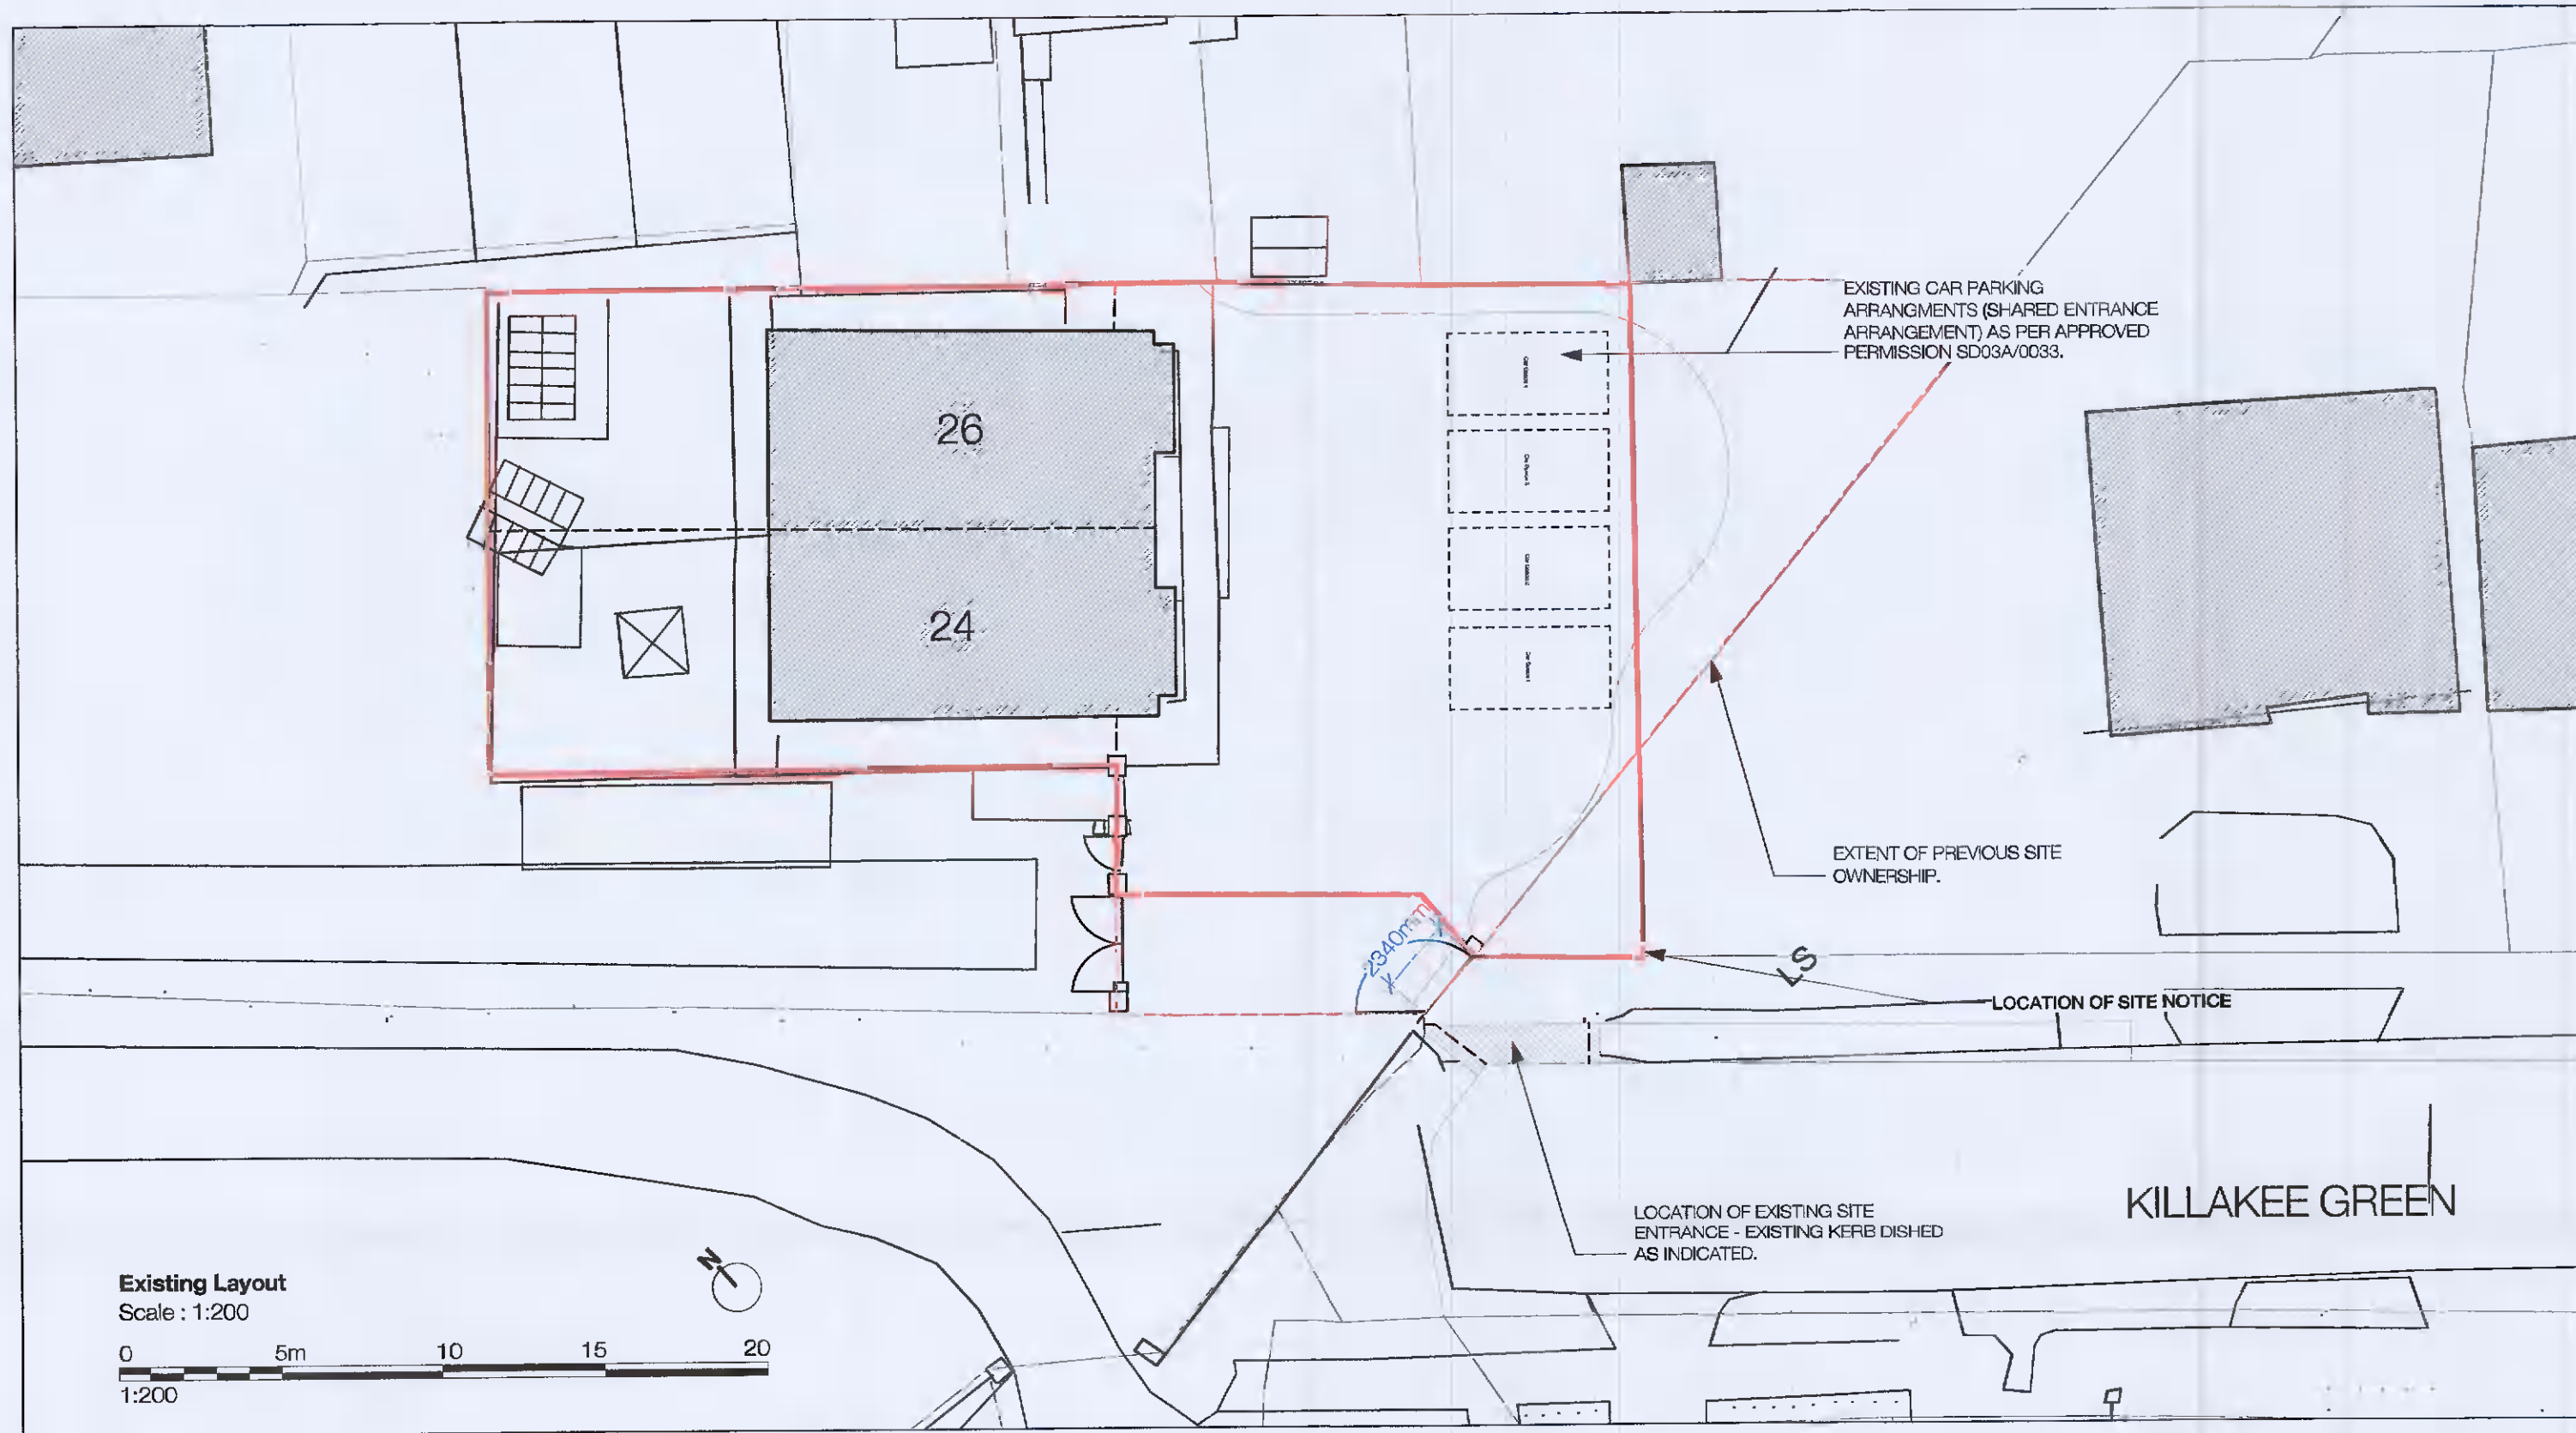 EXISTING CAR PARKING
ARRANGMENTS (SHARED ENTRANCE
ARRANGEMENT) AS PER APPROVED
PERMISSION SD03A/0033.
26
24
EXTENT OF PREVIOUS SITE
OWNERSHIP.
2340mm
LS
LOCATION OF SITE NOTICE
LOCATION OF EXISTING SITE
ENTRANCE - EXISTING KERB DISHED
AS INDICATED.
KILLAKEE GREEN
N
Existing Layout
Scale : 1:200
0 5m 10 15 20
1:200